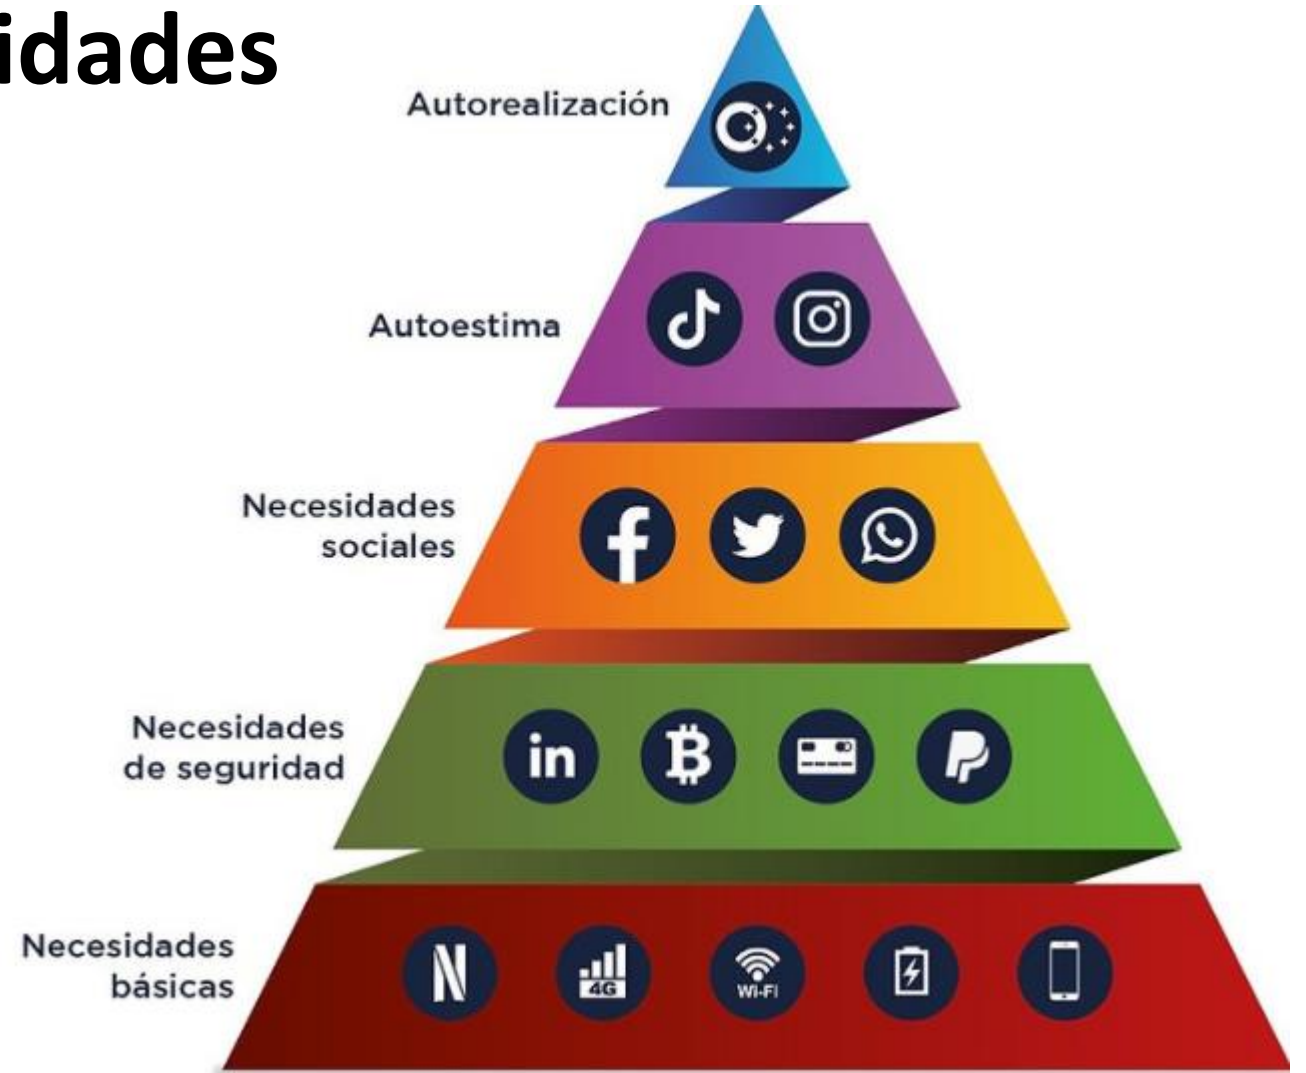 idades
Autorealización
Autoestima
Necesidades
sociales
Necesidades
de seguridad
in
Necesidades
básicas
4G
WI-FI